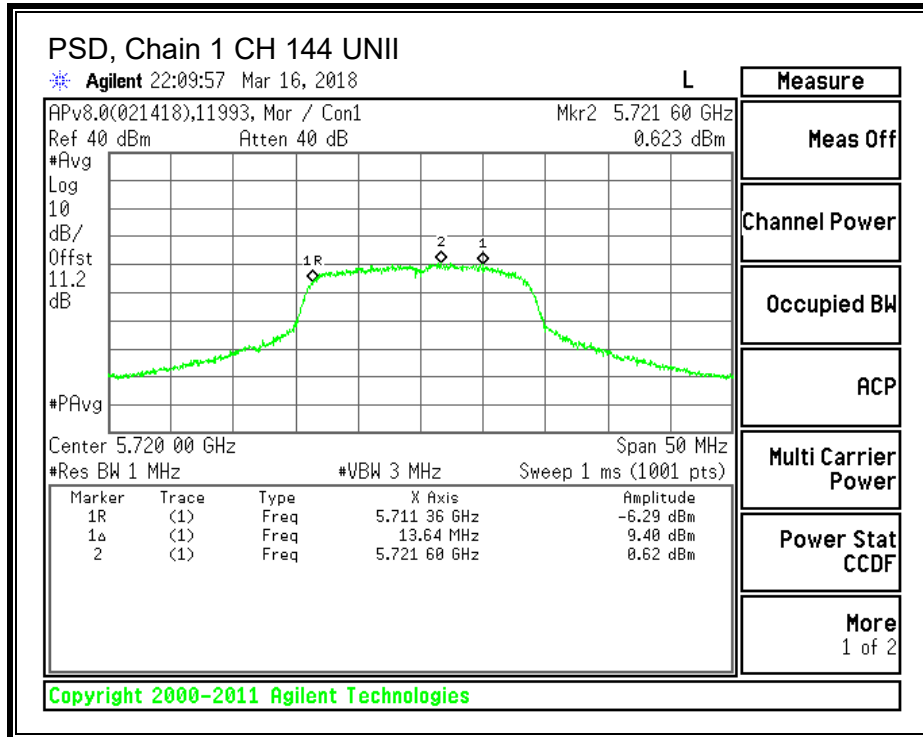 PSD, Chain 1 CH 144 UNII
Agilent 22:09:57 Mar 16, 2018 L
Measure
APv8.0(021418),11993, Mor / Con1 Mkr2 5.721 60 GHz
Ref 40 dBm Atten 40 dB 0.623 dBm
Meas Off
#Avg
Log
10
dB/
Offst
11.2
dB
2
1
1R
Channel Power
Occupied BW
ACP
#PAvg
Center 5.720 00 GHz Span 50 MHz
#Res BW 1 MHz #VBW 3 MHz Sweep 1 ms (1001 pts)
Multi Carrier
Power
Marker Trace Type X Axis Amplitude
1R (1) Freq 5.711 36 GHz -6.29 dBm
1Δ (1) Freq 13.64 MHz 9.40 dBm
2 (1) Freq 5.721 60 GHz 0.62 dBm
Power Stat
CCDF
More
1 of 2
Copyright 2000-2011 Agilent Technologies